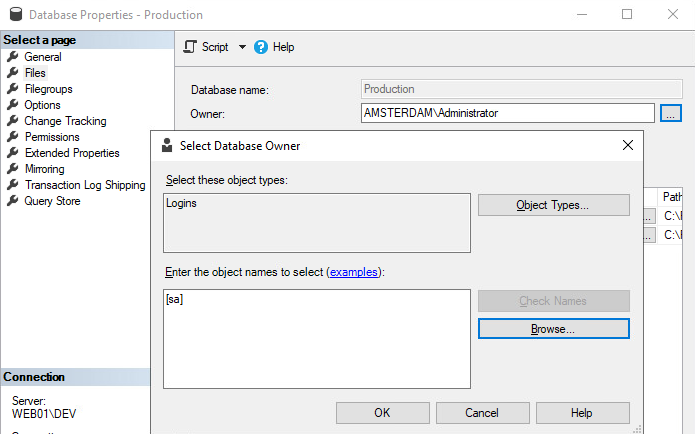 Database Properties - Production
Select a page
General
Files
Filegroups
Options
Change Tracking
Permissions
Extended Properties
Mirroring
Transaction Log Shipping
Query Store
Script
Help
Database name:
Production
Owner:
AMSTERDAM\Administrator
...
Path
... C:\
... C:\
Select Database Owner
Select these object types:
Logins
Object Types...
Enter the object names to select (examples):
[sa]
Check Names
Browse...
OK
Cancel
Help
Connection
Server:
WEB01\DEV